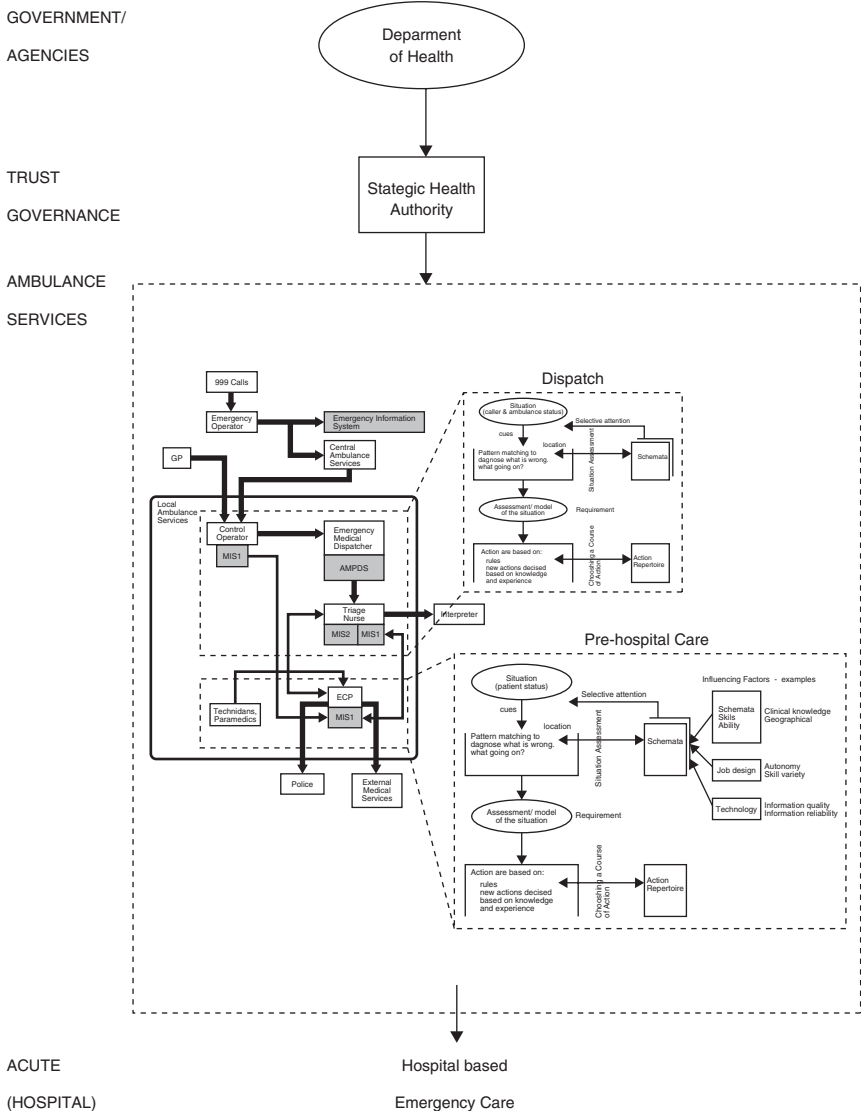 GOVERNMENT/
AGENCIES
Deparment
of Health
TRUST
GOVERNANCE
Stategic Health
Authority
AMBULANCE
SERVICES
999 Calls
Emergency
Operator
Emergency Information
System
Central
Ambulance
Services
GP
Local
Ambulance
Services
Control
Operator
MIS1
Emergency
Medical
Dispatcher
AMPDS
Triage
Nurse
MIS2
MIS1
Interpreter
Technidans,
Paramedics
ECP
MIS1
Police
External
Medical
Services
Dispatch
Situation
(caller & ambulance status)
Selective attention
cues
location
Pattern matching to
dagnose what is wrong.
what going on?
Situation Assessment
Schemata
Assessment/ model
of the situation
Requirement
Action are based on:
rules
new actions decised
based on knowledge
and experience
Chooshing a Course
of Action
Action
Repertoire
Pre-hospital Care
Situation
(patient status)
Selective attention
cues
location
Pattern matching to
dagnose what is wrong.
what going on?
Situation Assessment
Schemata
Influencing Factors - examples
Schemata
Skils
Ability
Clinical knowledge
Geographical
Job design
Autonomy
Skill variety
Technology
Information quality
Information reliability
Assessment/ model
of the situation
Requirement
Action are based on:
rules
new actions decised
based on knowledge
and experience
Chooshing a Course
of Action
Action
Repertoire
ACUTE
(HOSPITAL)
Hospital based
Emergency Care